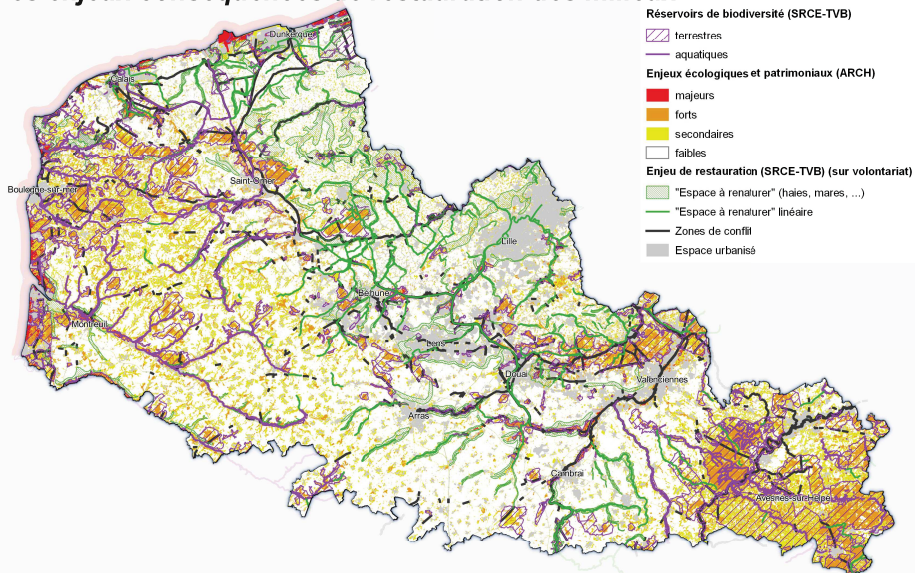 Réservoirs de biodiversité (SRCE-TVB)
terrestres
aquatiques
Enjeux écologiques et patrimoniaux (ARCH)
majeurs
forts
secondaires
faibles
Enjeu de restauration (SRCE-TVB) (sur volontariat)
"Espace à renaturer" (haies, mares, ...)
"Espace à renaturer" linéaire
Zones de conflit
Espace urbanisé
Dunkerque
Calais
Saint-Omer
Boulogne-sur-mer
Lille
Béthune
Montreuil
Lens
Douai
Valenciennes
Arras
Cambrai
Avesnes-sur-Helpe